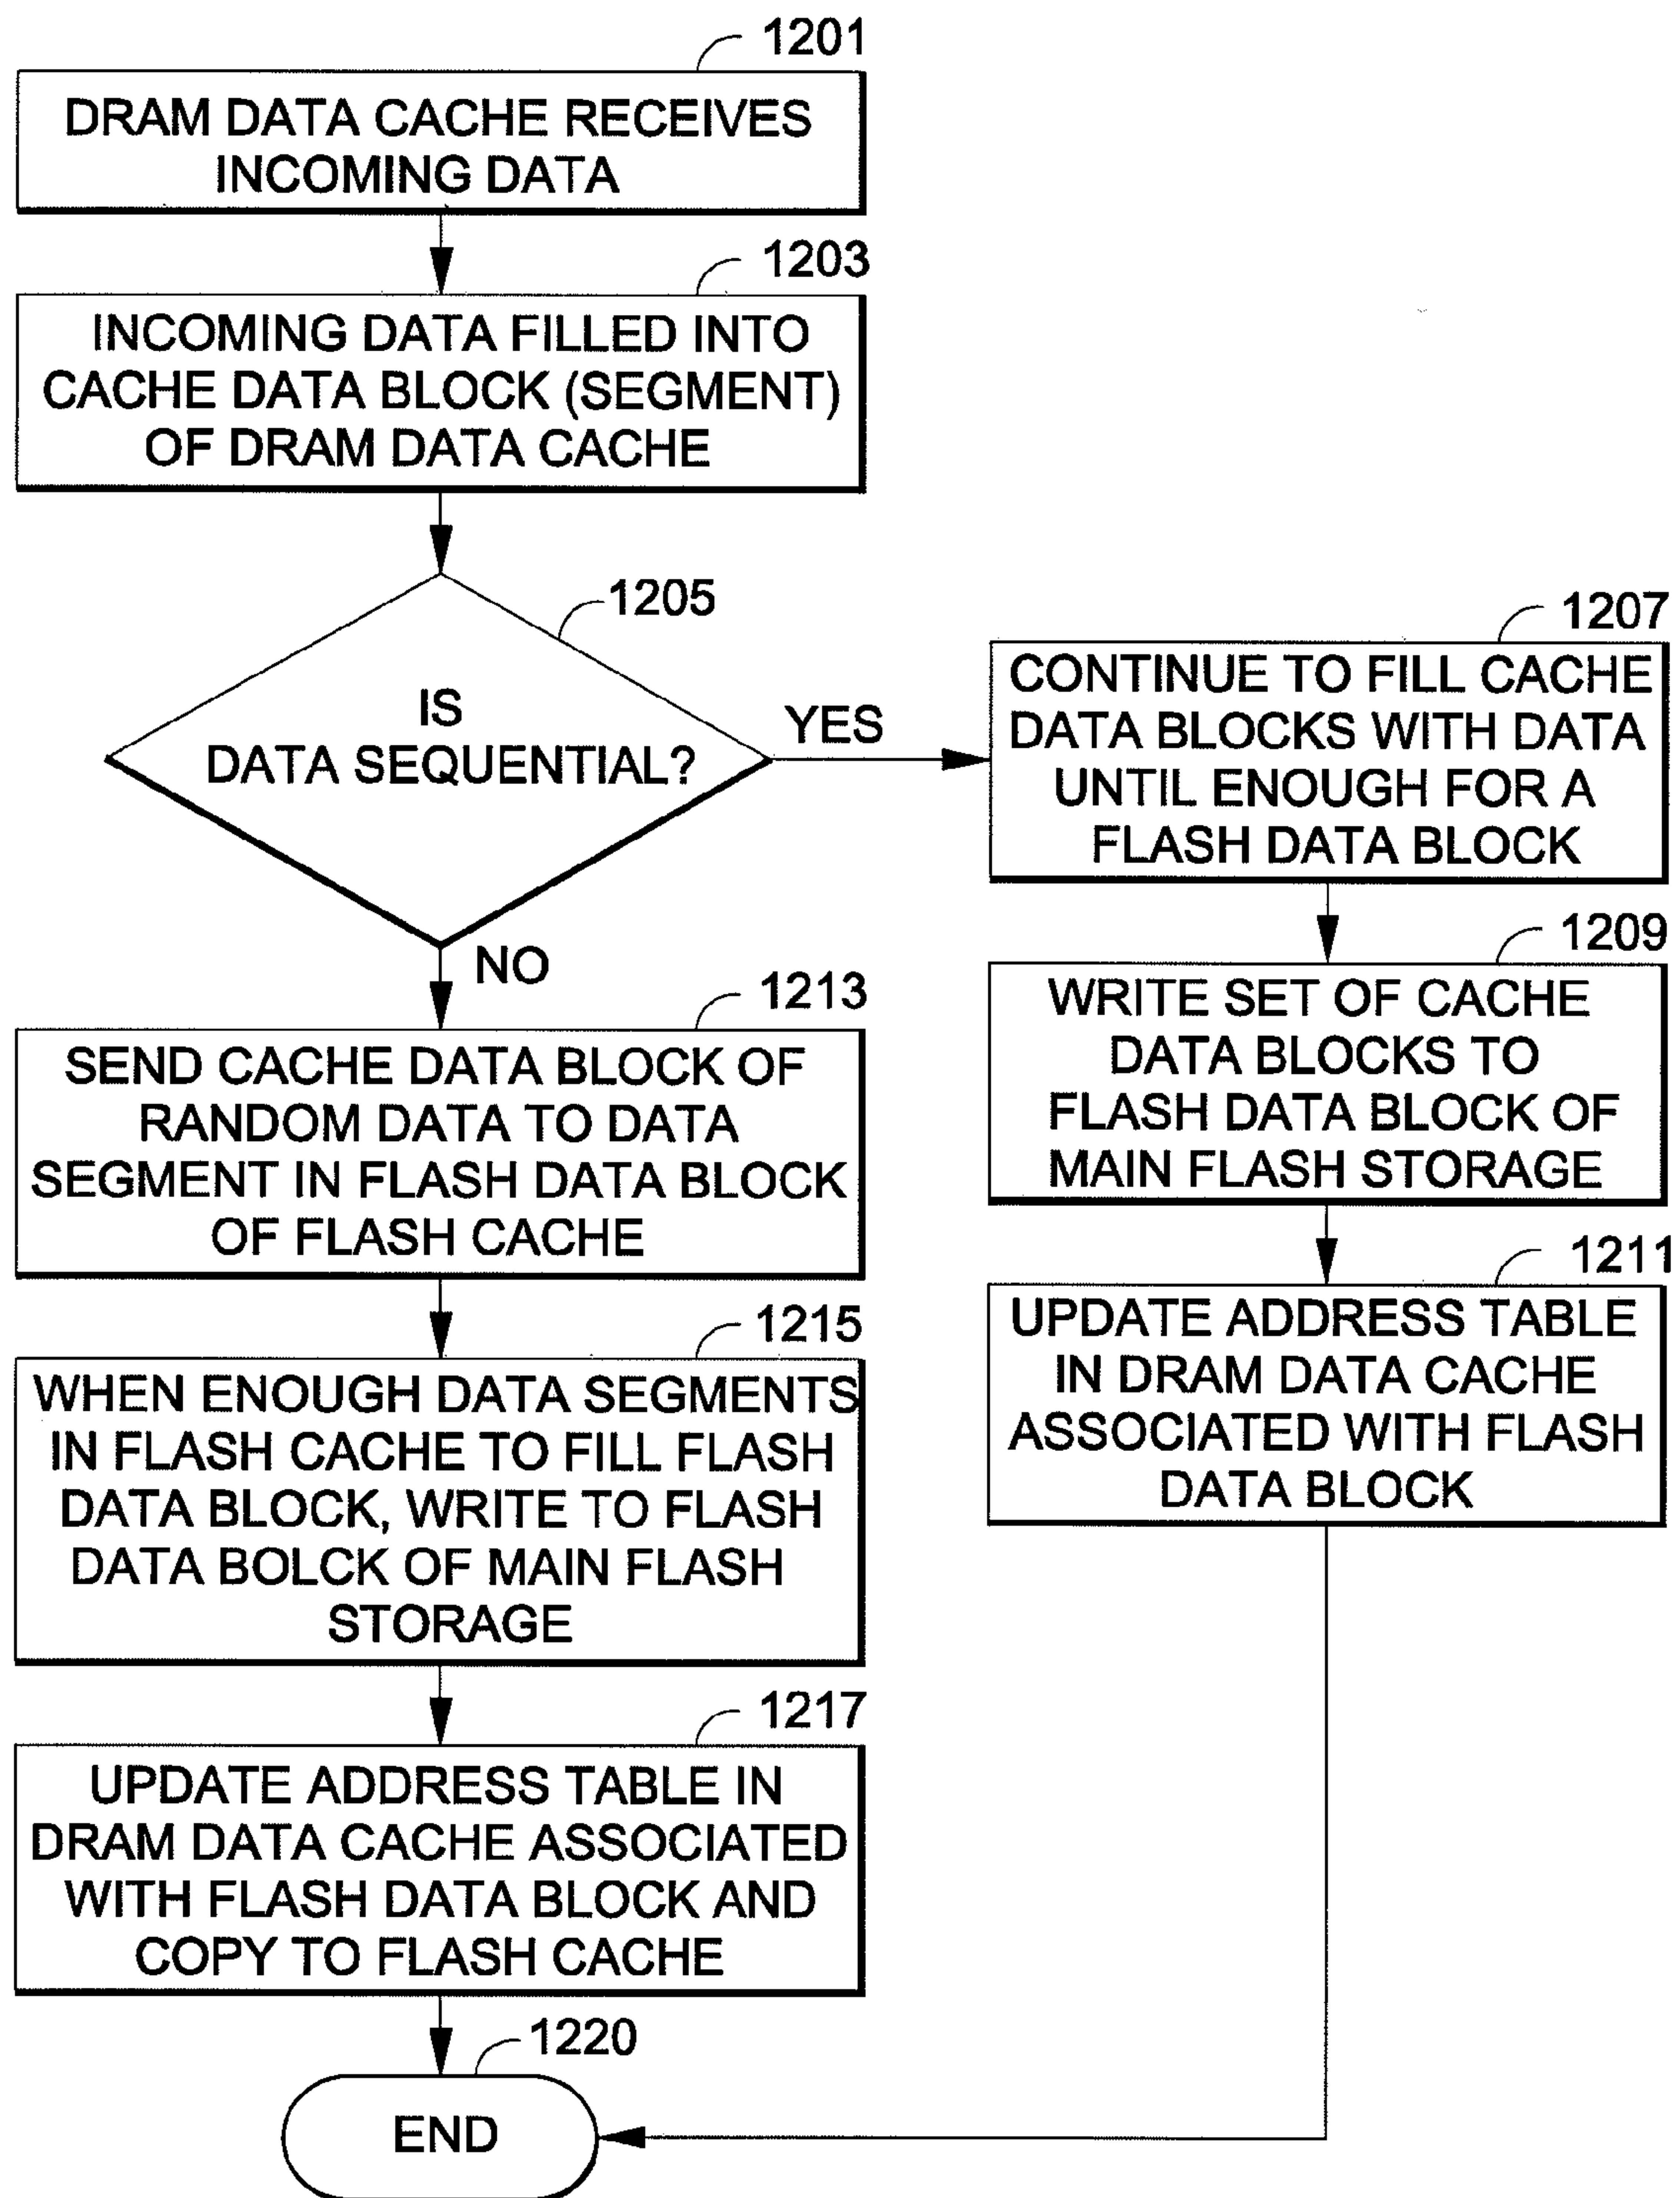 1201
DRAM DATA CACHE RECEIVES
INCOMING DATA
1203
INCOMING DATA FILLED INTO
CACHE DATA BLOCK (SEGMENT)
OF DRAM DATA CACHE
1205
IS
DATA SEQUENTIAL?
YES
NO
1207
CONTINUE TO FILL CACHE
DATA BLOCKS WITH DATA
UNTIL ENOUGH FOR A
FLASH DATA BLOCK
1209
WRITE SET OF CACHE
DATA BLOCKS TO
FLASH DATA BLOCK OF
MAIN FLASH STORAGE
1211
UPDATE ADDRESS TABLE
IN DRAM DATA CACHE
ASSOCIATED WITH FLASH
DATA BLOCK
1213
SEND CACHE DATA BLOCK OF
RANDOM DATA TO DATA
SEGMENT IN FLASH DATA BLOCK
OF FLASH CACHE
1215
WHEN ENOUGH DATA SEGMENTS
IN FLASH CACHE TO FILL FLASH
DATA BLOCK, WRITE TO FLASH
DATA BOLCK OF MAIN FLASH
STORAGE
1217
UPDATE ADDRESS TABLE IN
DRAM DATA CACHE ASSOCIATED
WITH FLASH DATA BLOCK AND
COPY TO FLASH CACHE
1220
END